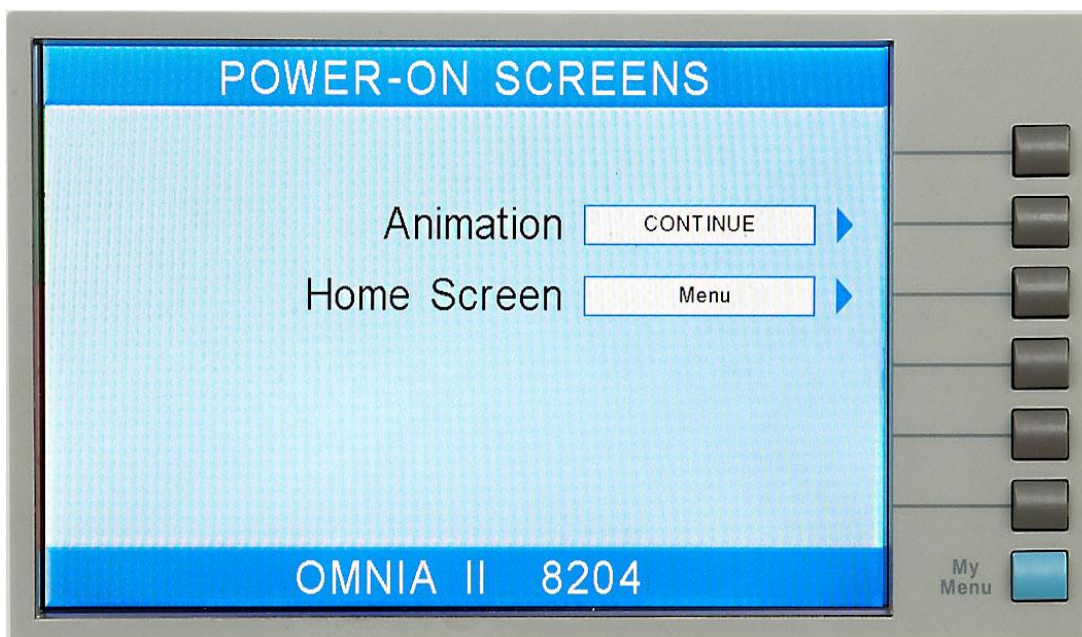 POWER-ON SCREENS
Animation CONTINUE
Home Screen Menu
OMNIA II 8204
My
Menu